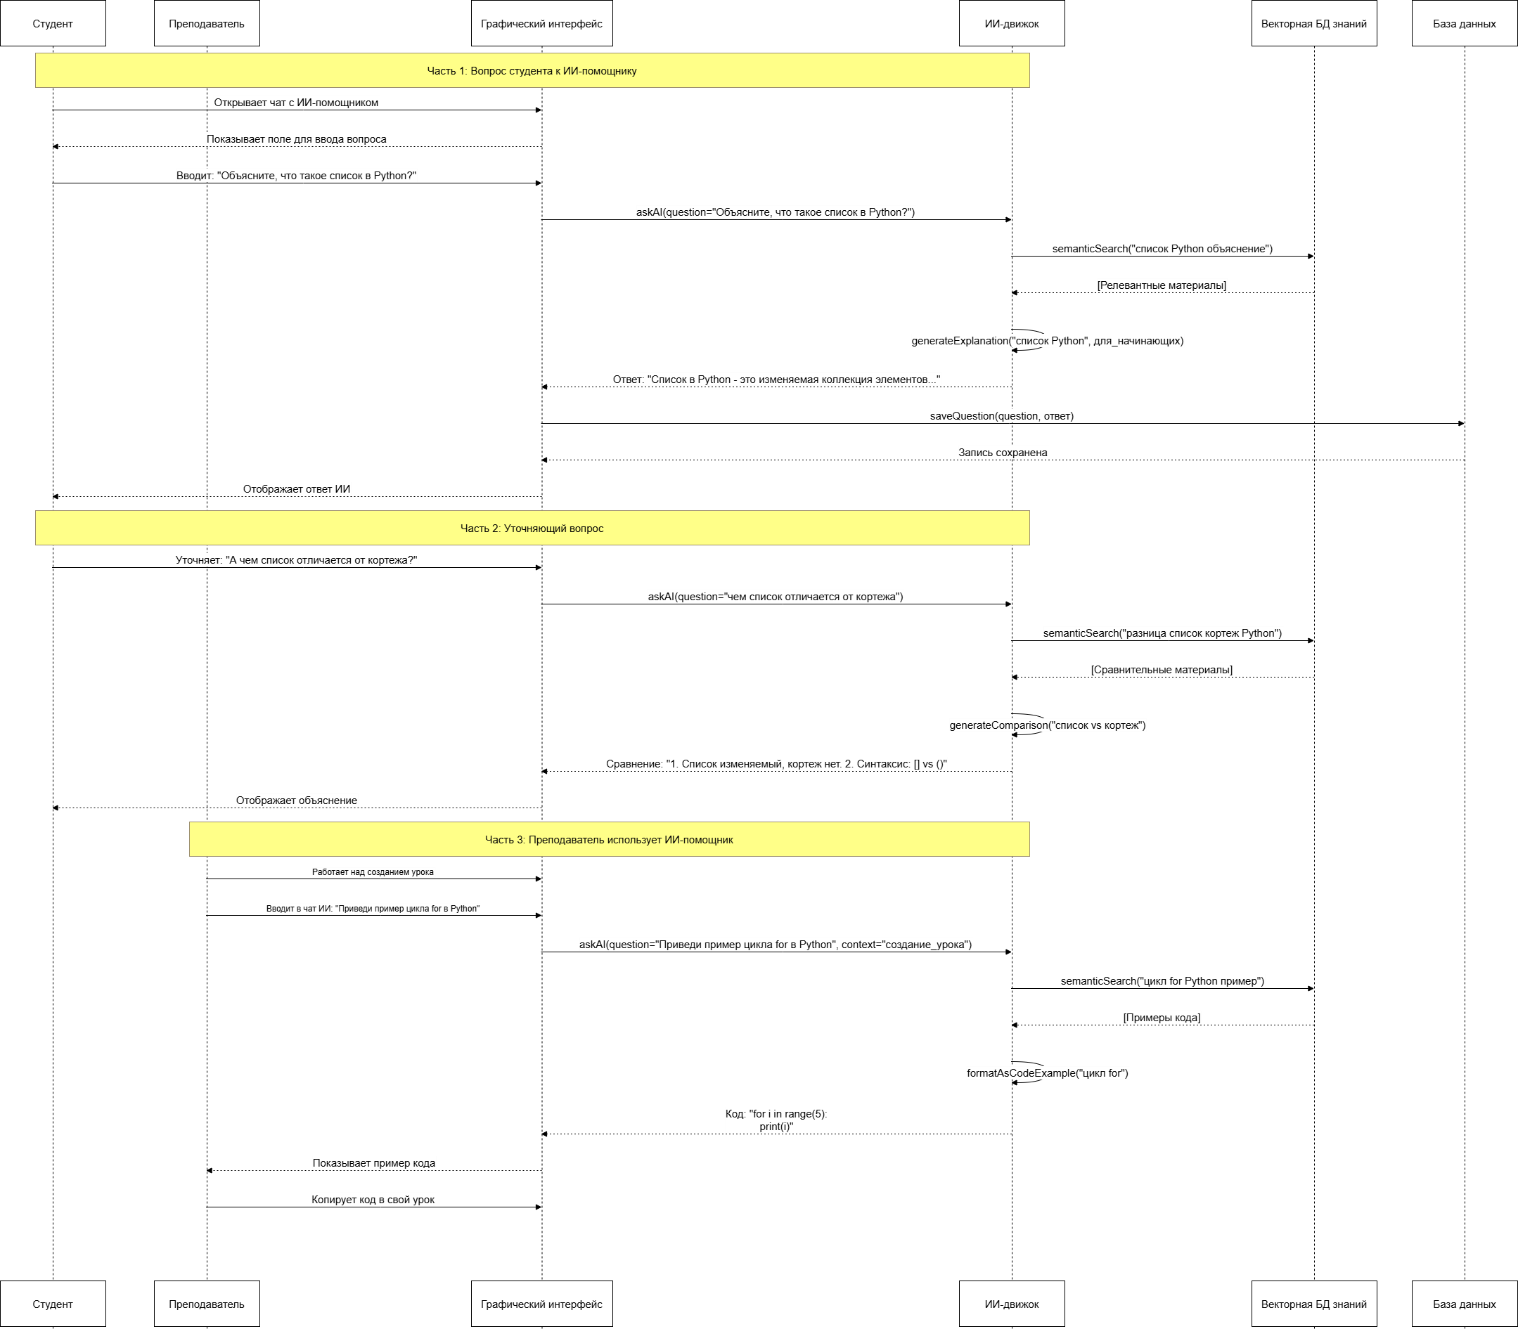 Студент
Преподаватель
Графический интерфейс
ИИ-движок
Векторная БД знаний
База данных
Часть 1: Вопрос студента к ИИ-помощнику
Открывает чат с ИИ-помощником
Показывает поле для ввода вопроса
Вводит: "Объясните, что такое список в Python?"
askAI(question="Объясните, что такое список в Python?")
semanticSearch("список Python объяснение")
[Релевантные материалы]
generateExplanation("список Python", для_начинающих)
Ответ: "Список в Python - это изменяемая коллекция элементов..."
saveQuestion(question, ответ)
Запись сохранена
Отображает ответ ИИ
Часть 2: Уточняющий вопрос
Уточняет: "А чем список отличается от кортежа?"
askAI(question="чем список отличается от кортежа")
semanticSearch("разница список кортеж Python")
[Сравнительные материалы]
generateComparison("список vs кортеж")
Сравнение: "1. Список изменяемый, кортеж нет. 2. Синтаксис: [] vs ()"
Отображает объяснение
Часть 3: Преподаватель использует ИИ-помощник
Работает над созданием урока
Вводит в чат ИИ: "Приведи пример цикла for в Python"
askAI(question="Приведи пример цикла for в Python", context="создание_урока")
semanticSearch("цикл for Python пример")
[Примеры кода]
formatAsCodeExample("цикл for")
Код: "for i in range(5):
print(i)"
Показывает пример кода
Копирует код в свой урок
Студент
Преподаватель
Графический интерфейс
ИИ-движок
Векторная БД знаний
База данных